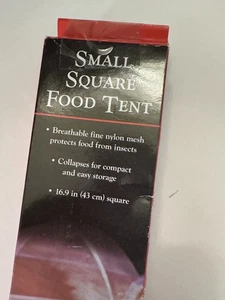 SMALL
SQUARE
FOOD TENT
• Breathable fine nylon mesh
protects food from insects
• Collapses for compact
and easy storage
• 16.9 in (43 cm) square